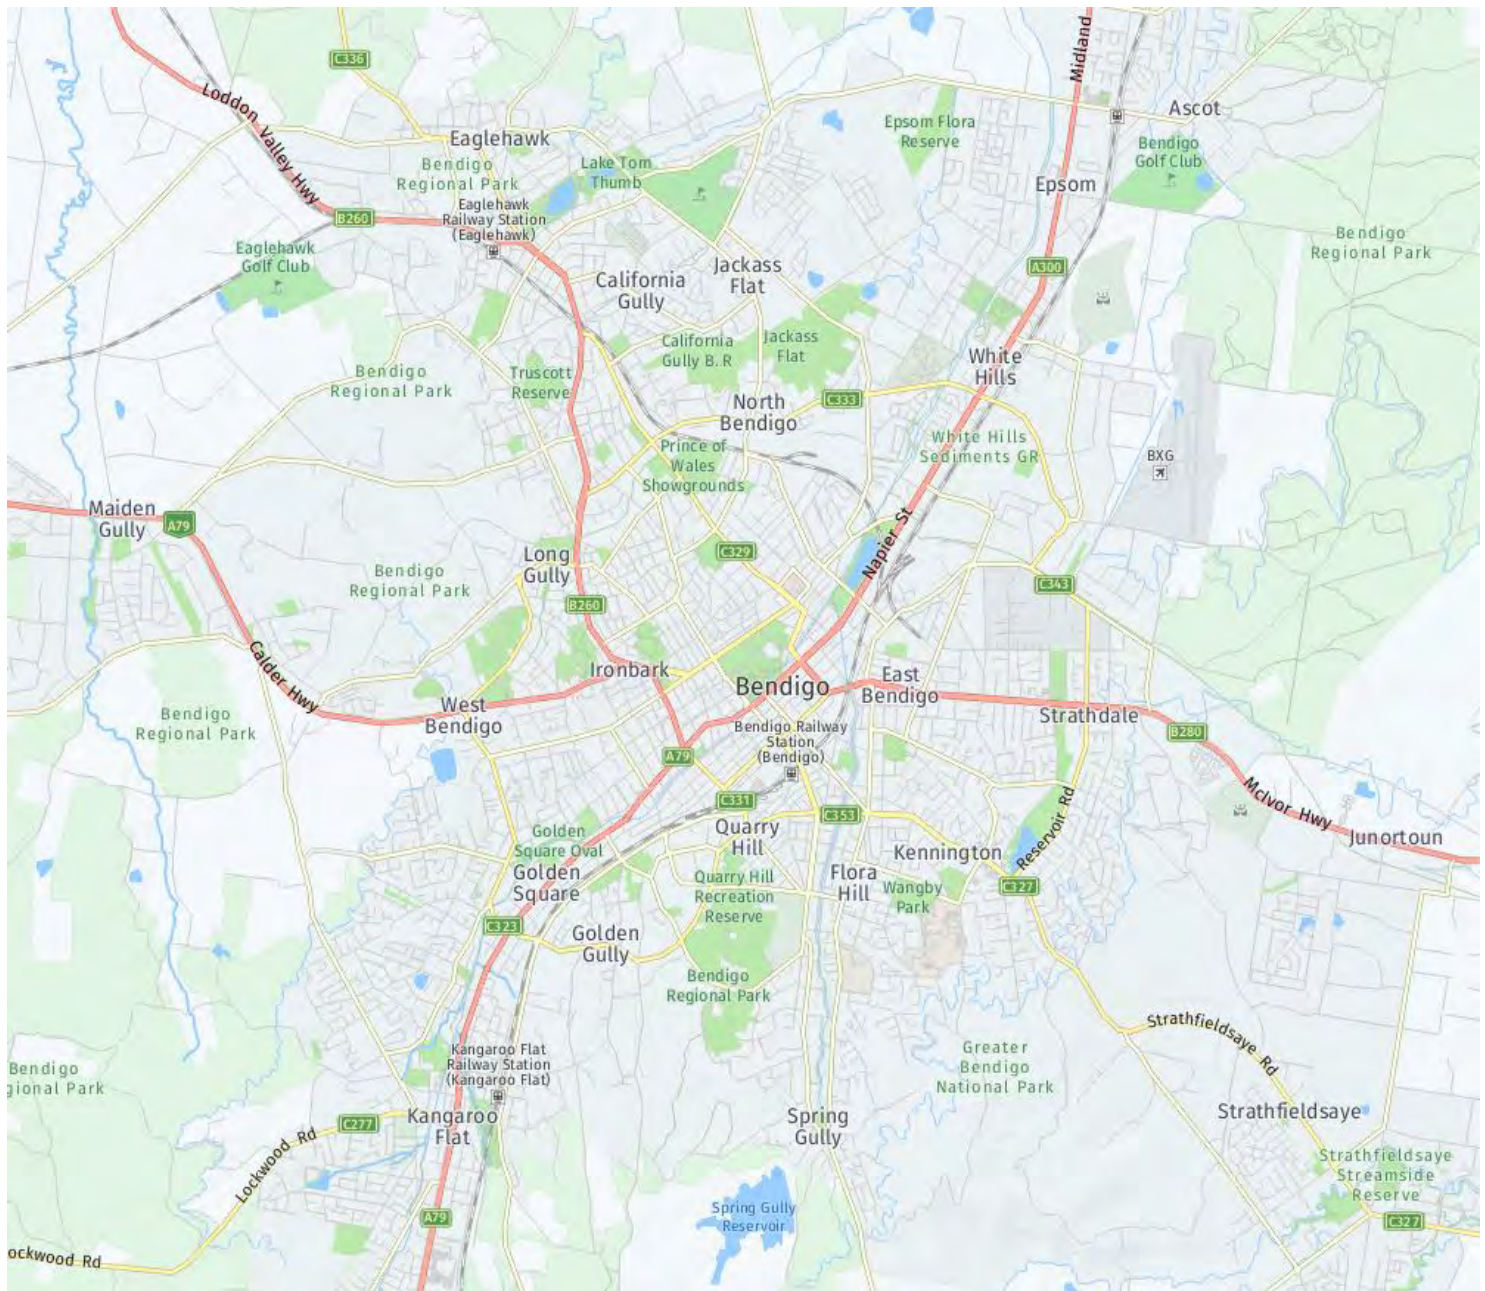 Midland
C336
Loddon Valley Hwy
Ascot
Eaglehawk
Epsom Flora
Reserve
Bendigo
Golf Club
Bendigo
Regional Park
Lake Tom
Thumb
Epsom
Eaglehawk
Railway Station
(Eaglehawk)
B260
Bendigo
Regional Park
Eaglehawk
Golf Club
A300
California
Gully
Jackass
Flat
California
Gully B. R
Jackass
Flat
White
Hills
Bendigo
Regional Park
Truscott
Reserve
C333
North
Bendigo
White Hills
Sediments GR
Prince of
Wales
Showgrounds
BXG
Maiden
Gully
A79
Napier St
Long
Gully
C329
Bendigo
Regional Park
C343
B260
Calder Hwy
Ironbark
Bendigo
East
Bendigo
West
Bendigo
Strathdale
Bendigo
Regional Park
Bendigo Railway
Station
(Bendigo)
B280
A79
McIvor Hwy
C331
C353
Reservoir Rd
Junortoun
Golden
Square Oval
Quarry
Hill
Kennington
Golden
Square
Quarry Hill
Recreation
Reserve
Flora
Hill
Wangby
Park
C327
C323
Golden
Gully
Bendigo
Regional Park
Strathfieldsaye Rd
Kangaroo Flat
Railway Station
(Kangaroo Flat)
Greater
Bendigo
National Park
Bendigo
gional Park
Kangaroo
Flat
C277
Lockwood Rd
Spring
Gully
Strathfieldsaye
Strathfieldsaye
Streamside
Reserve
Spring Gully
Reservoir
A79
C327
ockwood Rd